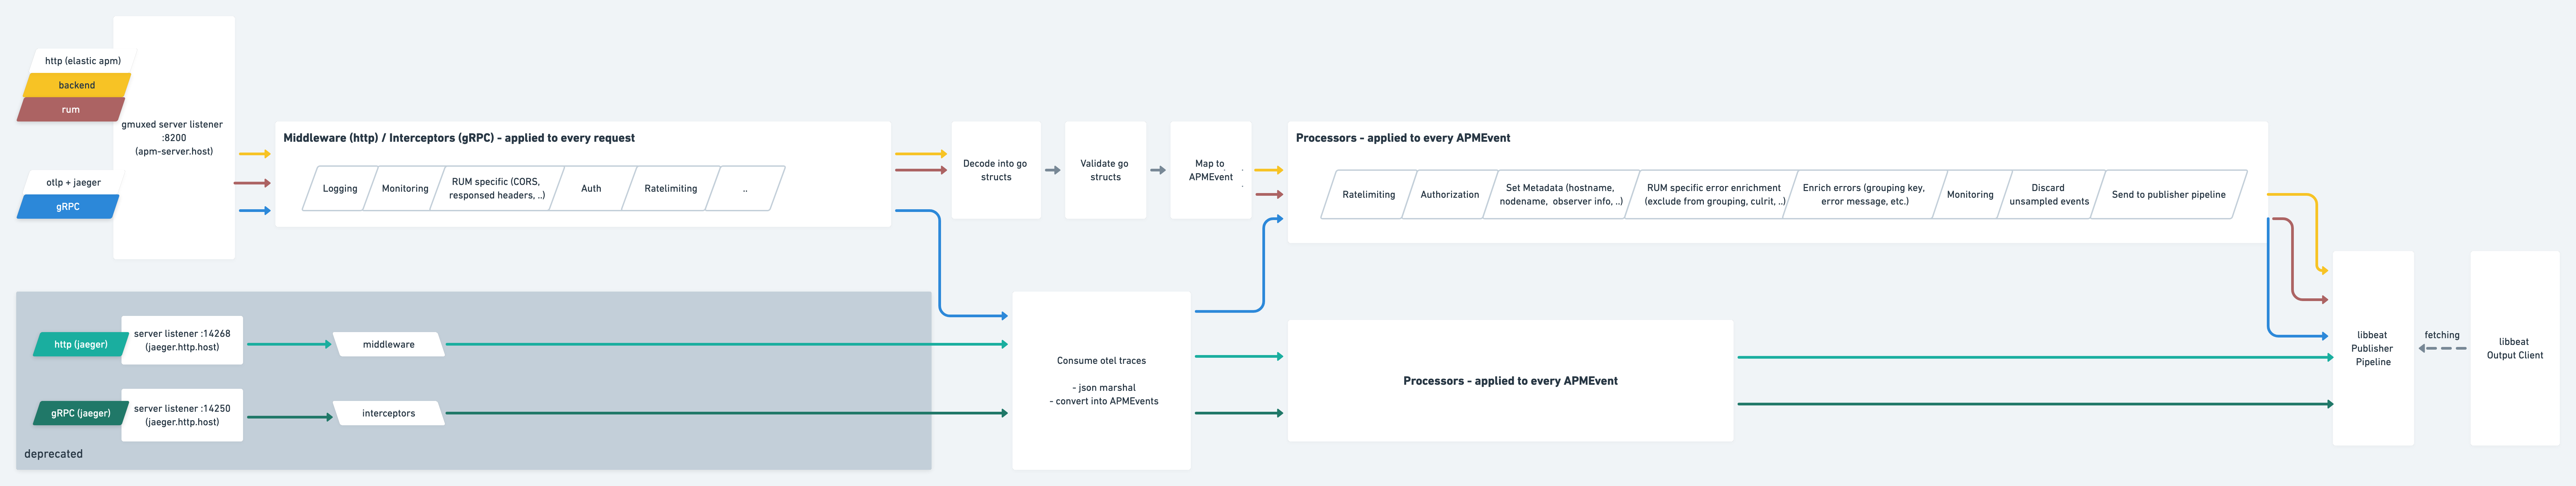 http (elastic apm)
backend
rum
otlp + jaeger
gRPC
gmuxed server listener
:8200
(apm-server.host)
Middleware (http) / Interceptors (gRPC) - applied to every request
Logging
Monitoring
RUM specific (CORS,
responsed headers, ..)
Auth
Ratelimiting
..
Decode into go
structs
Validate go
structs
Map to
APMEvent
Processors - applied to every APMEvent
Ratelimiting
Authorization
Set Metadata (hostname,
nodename, observer info, ..)
RUM specific error enrichment
(exclude from grouping, culrit, ..)
Enrich errors (grouping key,
error message, etc.)
Monitoring
Discard
unsampled events
Send to publisher pipeline
http (jaeger)
server listener :14268
(jaeger.http.host)
middleware
gRPC (jaeger)
server listener :14250
(jaeger.http.host)
interceptors
deprecated
Consume otel traces
- json marshal
- convert into APMEvents
Processors - applied to every APMEvent
libbeat
Publisher
Pipeline
fetching
libbeat
Output Client